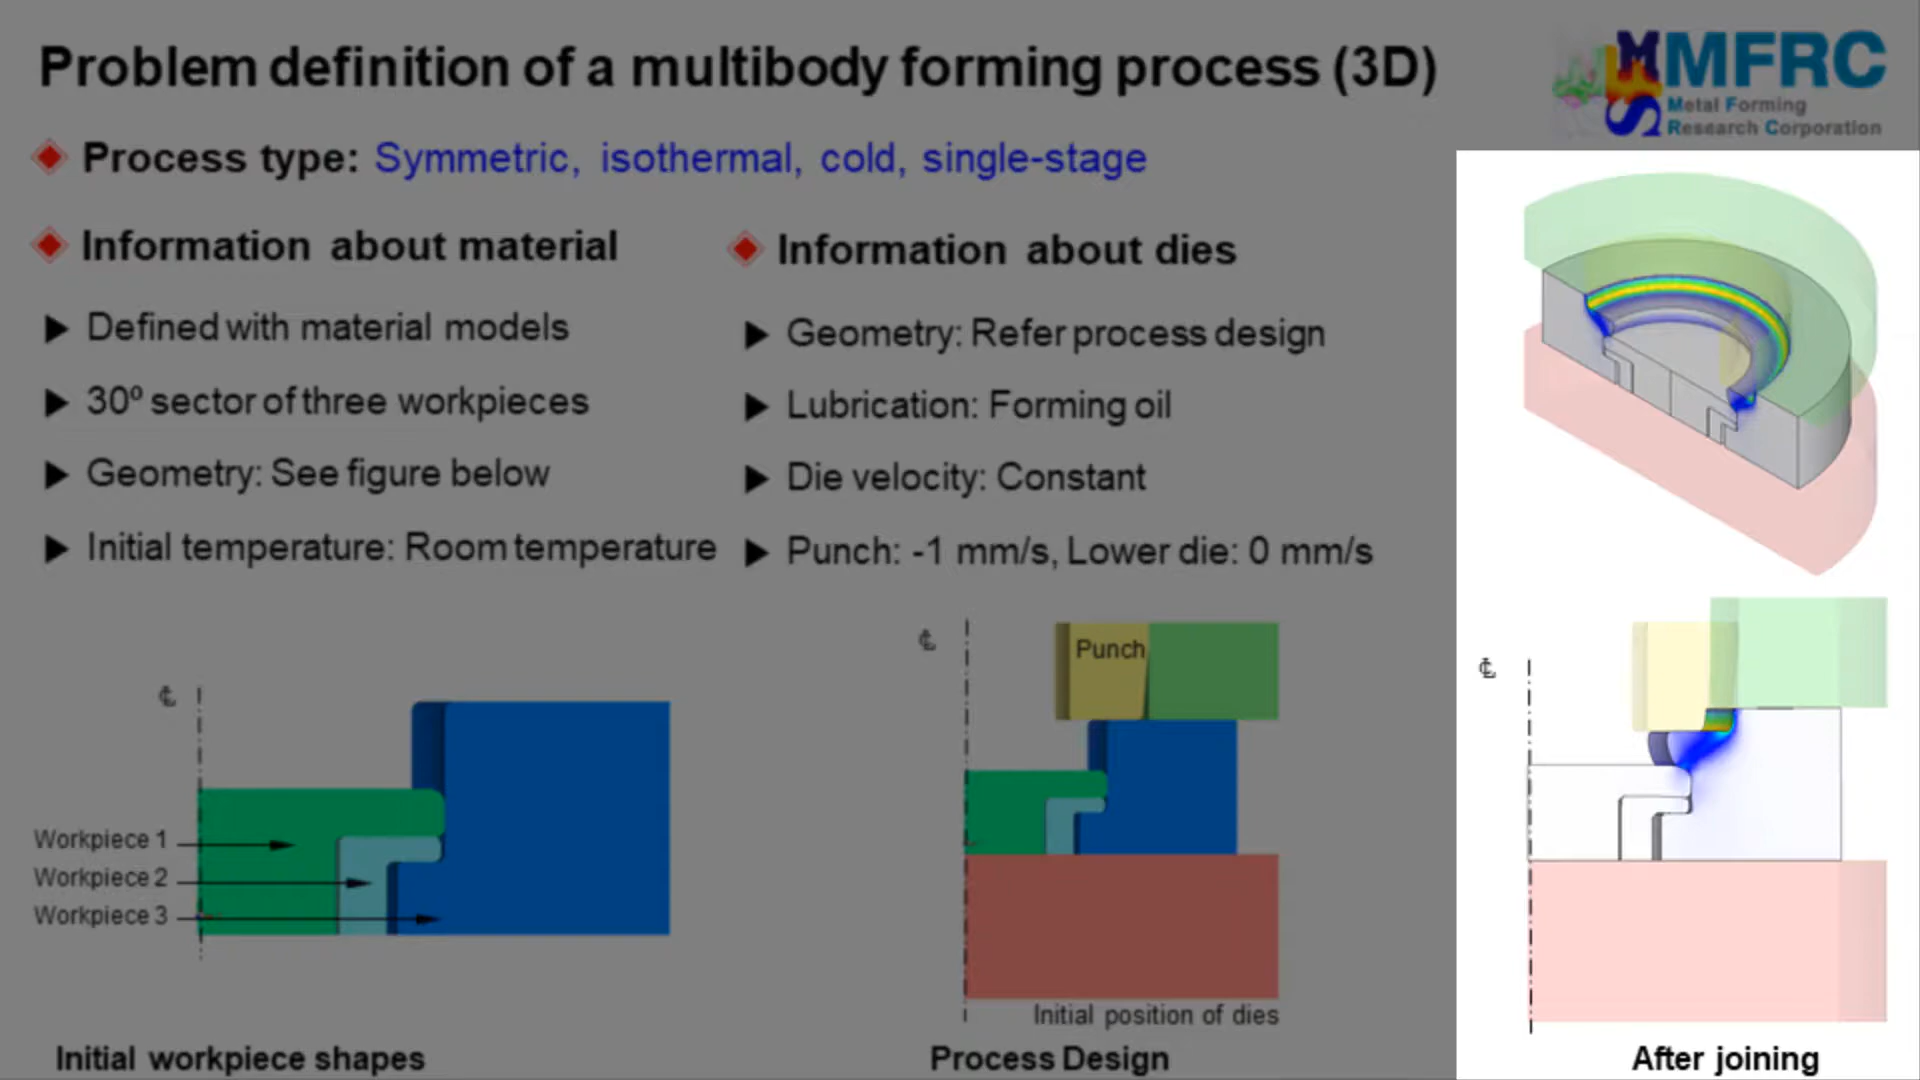 Problem definition of a multibody forming process (3D)
MFRC
Metal Forming
Research Corporation
Process type: Symmetric, isothermal, cold, single-stage
Information about material
Defined with material models
30º sector of three workpieces
Geometry: See figure below
Initial temperature: Room temperature
Information about dies
Geometry: Refer process design
Lubrication: Forming oil
Die velocity: Constant
Punch: -1 mm/s, Lower die: 0 mm/s
℄
Workpiece 1
Workpiece 2
Workpiece 3
Initial workpiece shapes
℄
Punch
Initial position of dies
Process Design
℄
After joining